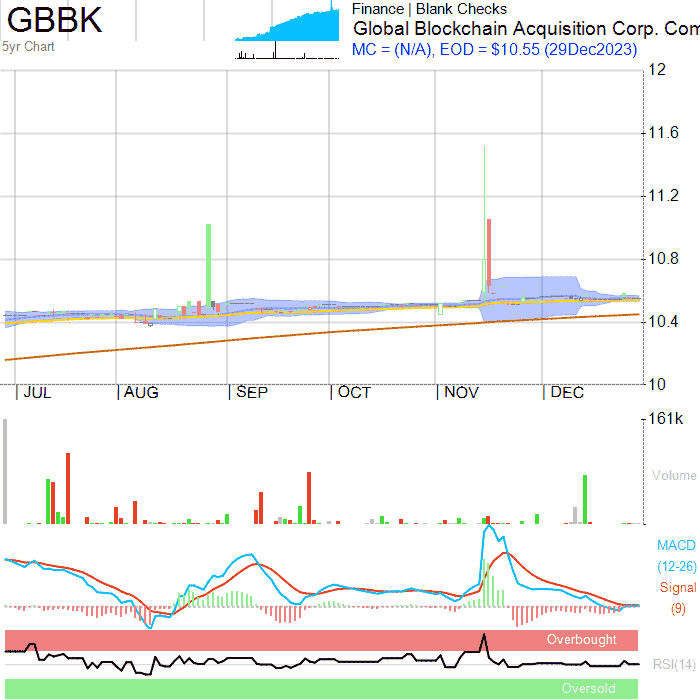 GBBK
5yr Chart
Finance | Blank Checks
Global Blockchain Acquisition Corp. Com
MC = (N/A), EOD = $10.55 (29Dec2023)
12
11.6
11.2
10.8
10.4
10
JUL AUG SEP OCT NOV DEC
161k
Volume
MACD
(12-26)
Signal
(9)
Overbought
RSI(14)
Oversold